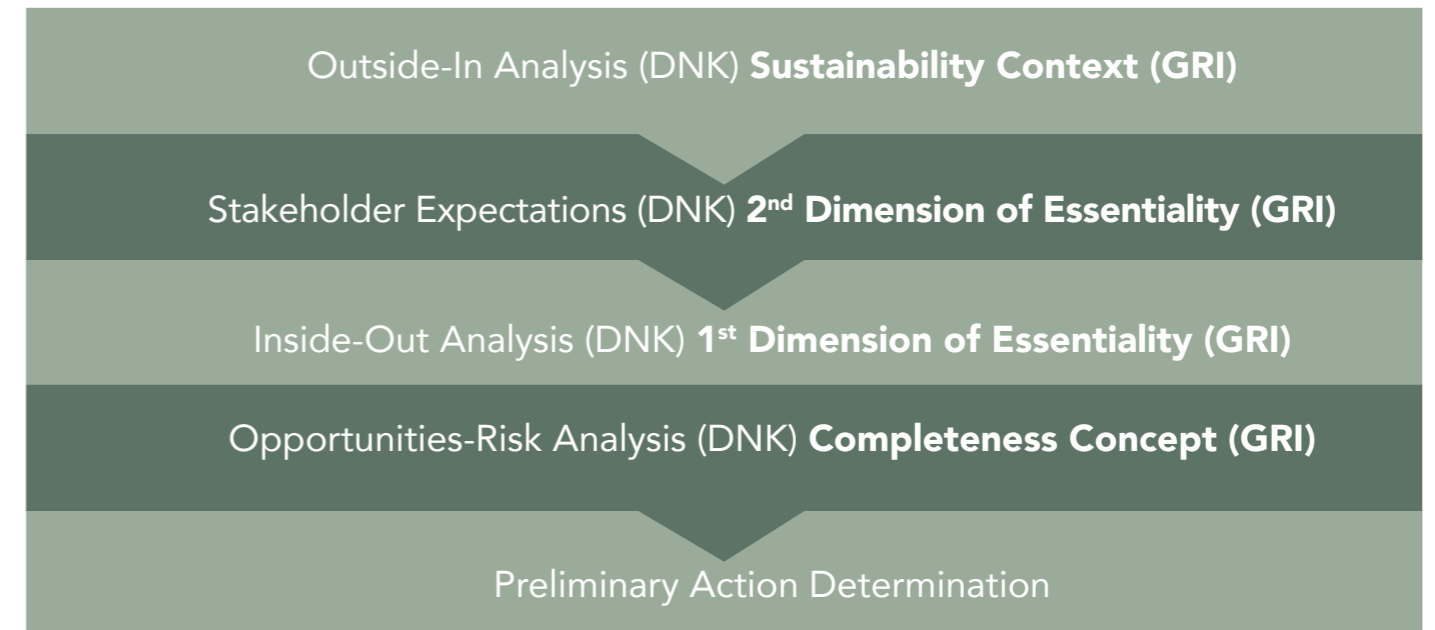 Outside-In Analysis (DNK) Sustainability Context (GRI)
Stakeholder Expectations (DNK) 2nd Dimension of Essentiality (GRI)
Inside-Out Analysis (DNK) 1st Dimension of Essentiality (GRI)
Opportunities-Risk Analysis (DNK) Completeness Concept (GRI)
Preliminary Action Determination